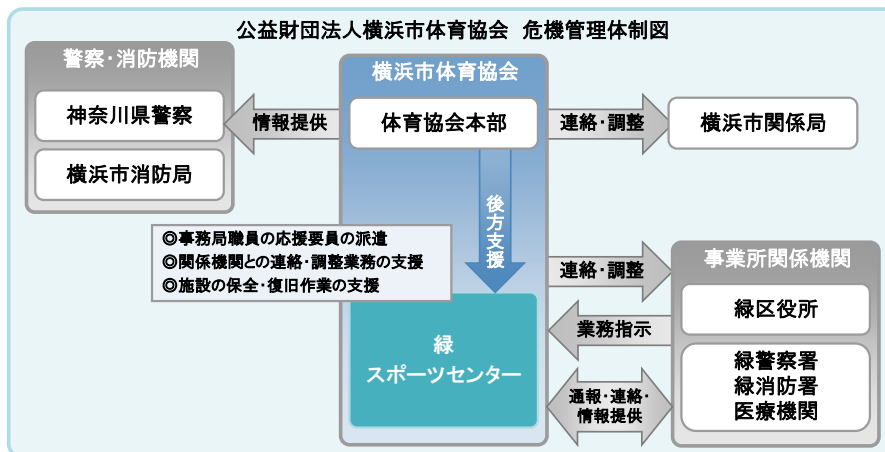 公益財団法人横浜市体育協会 危機管理体制図
警察・消防機関
神奈川県警察
横浜市消防局
情報提供
横浜市体育協会
体育協会本部
連絡・調整
横浜市関係局
後方支援
◎事務局職員の応援要員の派遣
◎関係機関との連絡・調整業務の支援
◎施設の保全・復旧作業の支援
緑
スポーツセンター
連絡・調整
業務指示
通報・連絡・
情報提供
事業所関係機関
緑区役所
緑警察署
緑消防署
医療機関